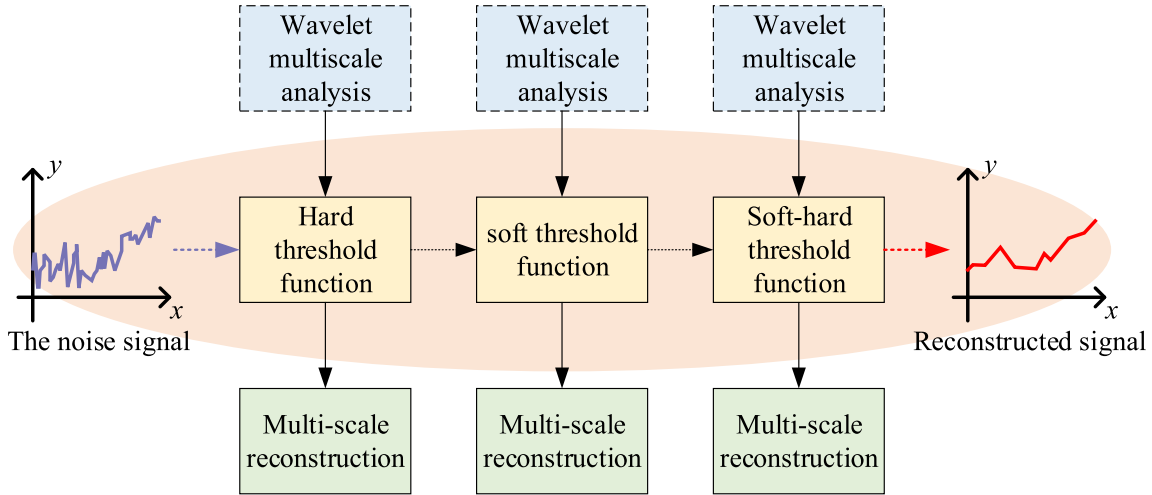 Wavelet
multiscale
analysis
Wavelet
multiscale
analysis
Wavelet
multiscale
analysis
y
x
The noise signal
Hard
threshold
function
soft threshold
function
Soft-hard
threshold
function
y
x
Reconstructed signal
Multi-scale
reconstruction
Multi-scale
reconstruction
Multi-scale
reconstruction